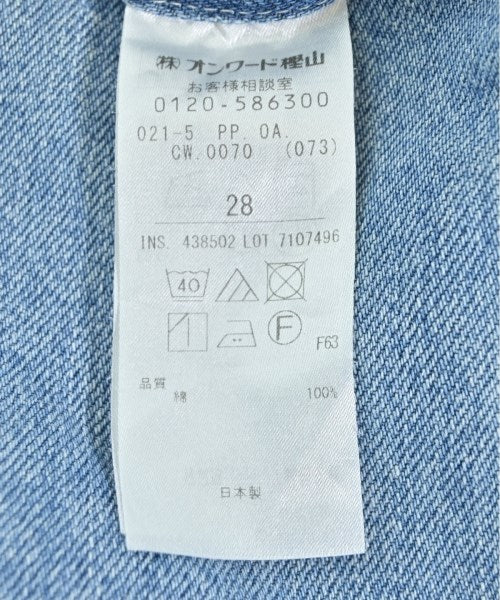 ㈱オンワード樫山
お客様相談室
0120-586300
021-5 PP. OA.
CW. 0070 (073)
28
INS. 438502 LOT 7107496
40
F
F63
品質
綿 100%
日本製